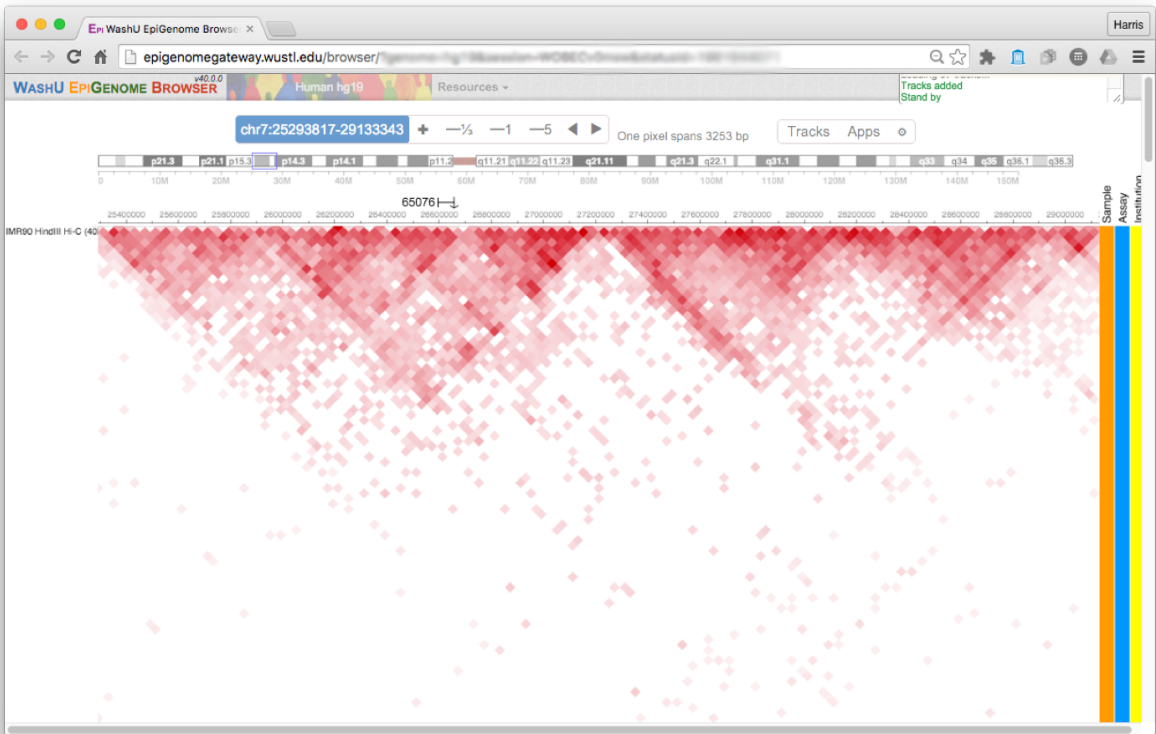 EPI WashU EpiGenome Browse ×
Harris
epigenomegateway.wustl.edu/browser/
WASHU EPIGENOME BROWSER v40.0.0
Human hg19
Resources
Tracks added
Stand by
chr7:25293817-29133343
+ —⅓ —1 —5
One pixel spans 3253 bp
Tracks Apps
p21.3 p21.1 p15.3 p14.3 p14.1 p11.2 q11.21 q11.22 q11.23 q21.11 q21.3 q22.1 q31.1 q33 q34 q35 q36.1 q36.3
0 10M 20M 30M 40M 50M 60M 70M 80M 90M 100M 110M 120M 130M 140M 150M
65076
25400000 25600000 25800000 26000000 26200000 26400000 26600000 26800000 27000000 27200000 27400000 27600000 27800000 28000000 28200000 28400000 28600000 28800000 29000000
Sample
Assay
Institution
IMR90 HindIII Hi-C (40